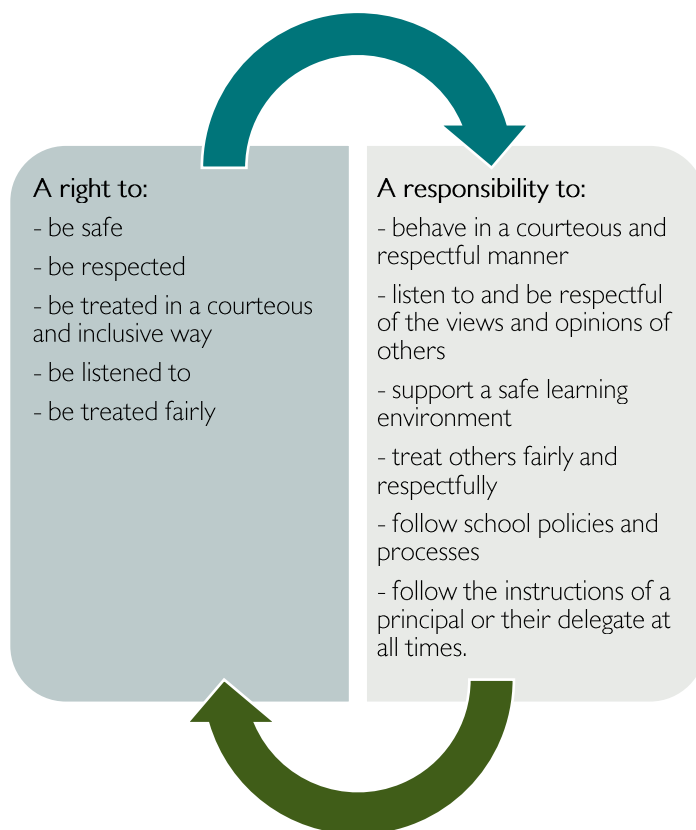 A right to:
- be safe
- be respected
- be treated in a courteous
and inclusive way
- be listened to
- be treated fairly
A responsibility to:
- behave in a courteous and
respectful manner
- listen to and be respectful
of the views and opinions of
others
- support a safe learning
environment
- treat others fairly and
respectfully
- follow school policies and
processes
- follow the instructions of a
principal or their delegate at
all times.